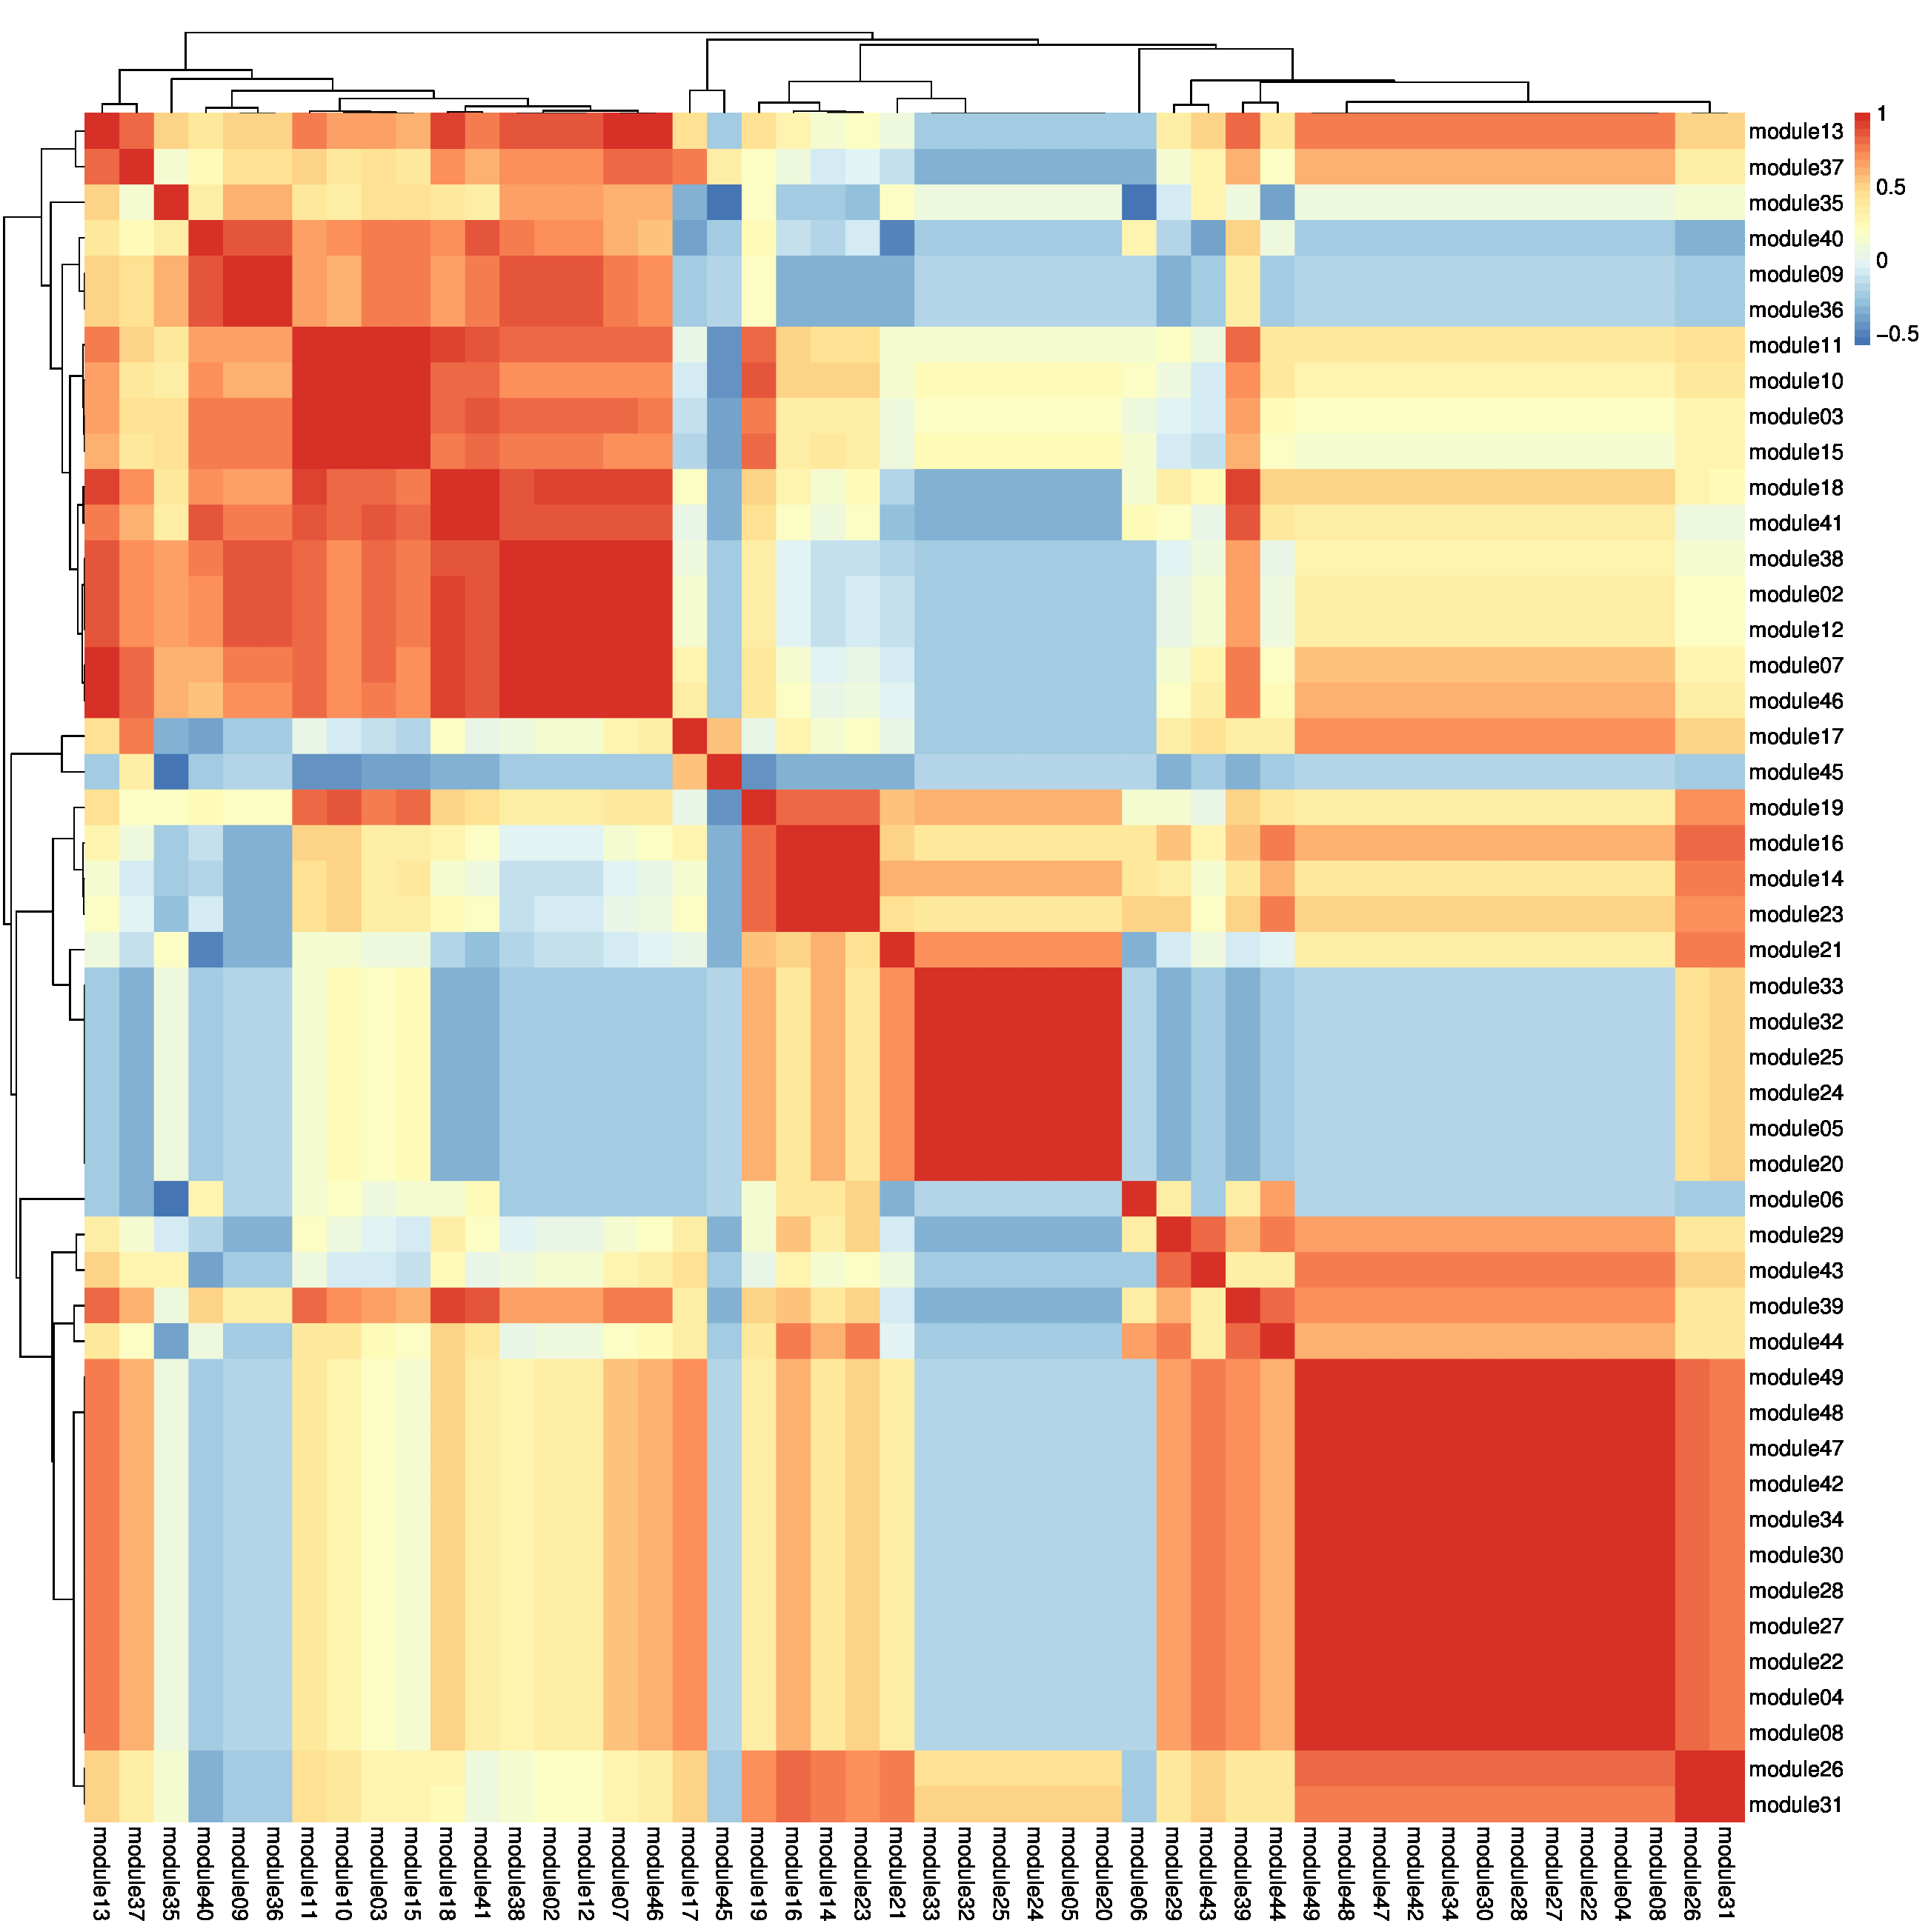 1
0.5
0
−0.5
module13
module37
module35
module40
module09
module36
module11
module10
module03
module15
module18
module41
module38
module02
module12
module07
module46
module17
module45
module19
module16
module14
module23
module21
module33
module32
module25
module24
module05
module20
module06
module29
module43
module39
module44
module49
module48
module47
module42
module34
module30
module28
module27
module22
module04
module08
module26
module31
module13
module37
module35
module40
module09
module36
module11
module10
module03
module15
module18
module41
module38
module02
module12
module07
module46
module17
module45
module19
module16
module14
module23
module21
module33
module32
module25
module24
module05
module20
module06
module29
module43
module39
module44
module49
module48
module47
module42
module34
module30
module28
module27
module22
module04
module08
module26
module31